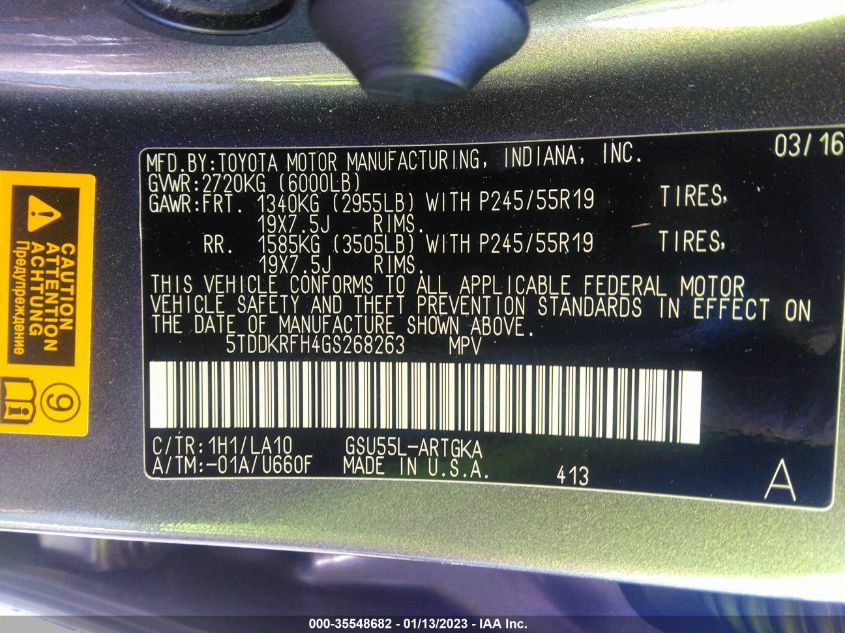 MFD.BY:TOYOTA MOTOR MANUFACTURING, INDIANA, INC. 03/16
GVWR:2720KG (6000LB)
GAWR:FRT. 1340KG (2955LB) WITH P245/55R19 TIRES,
19X7.5J RIMS.
RR. 1585KG (3505LB) WITH P245/55R19 TIRES,
19X7.5J RIMS.
THIS VEHICLE CONFORMS TO ALL APPLICABLE FEDERAL MOTOR
VEHICLE SAFETY AND THEFT PREVENTION STANDARDS IN EFFECT ON
THE DATE OF MANUFACTURE SHOWN ABOVE.
5TDDKRFH4GS268263 MPV
C/TR:1H1/LA10 GSU55L-ARTGKA
A/TM:-01A/U660F MADE IN U.S.A. 413 A
CAUTION
ATTENTION
ACHTUNG
Предупреждение
9
000-35548682 - 01/13/2023 - IAA Inc.